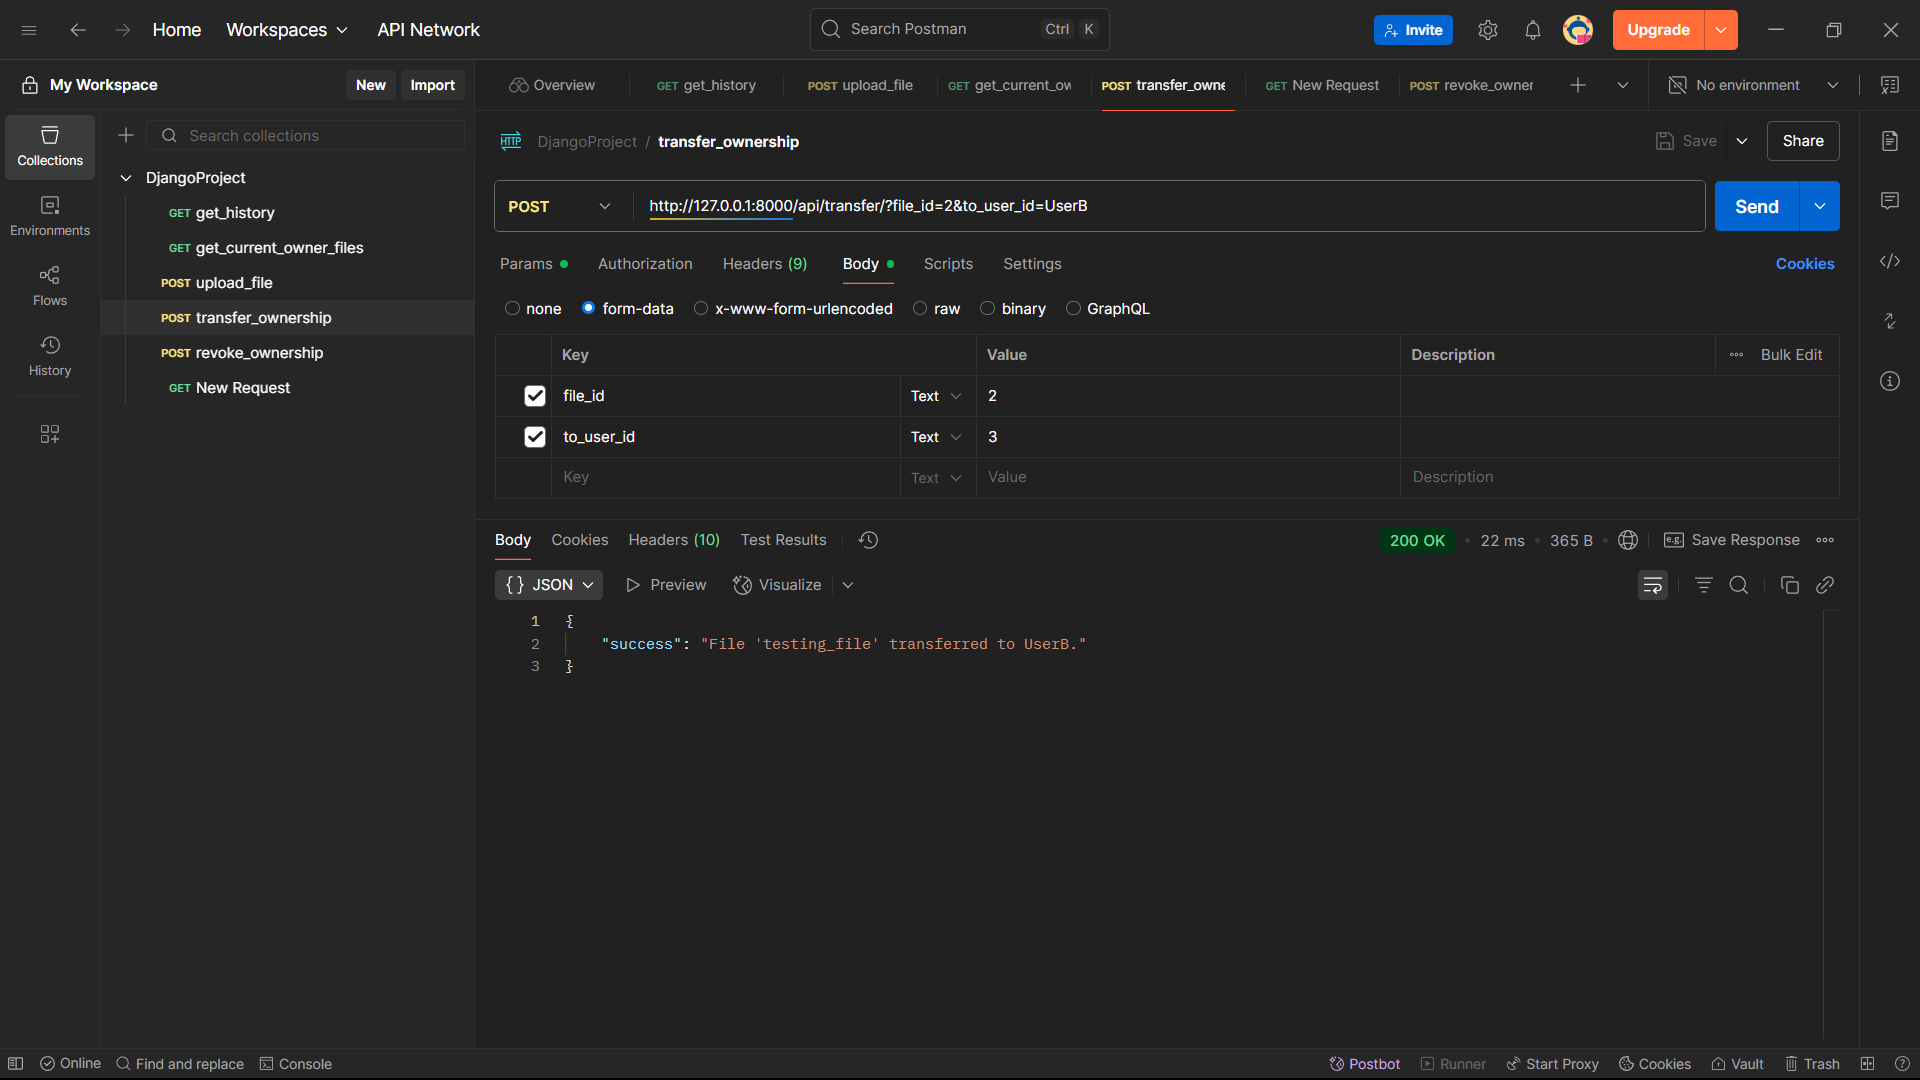 Home Workspaces API Network Search Postman Ctrl K Invite Upgrade
My Workspace New Import
Overview GET get_history POST upload_file GET get_current_ow POST transfer_owne GET New Request POST revoke_owner No environment
Collections
Environments
Flows
History
Search collections
DjangoProject
GET get_history
GET get_current_owner_files
POST upload_file
POST transfer_ownership
POST revoke_ownership
GET New Request
HTTP DjangoProject / transfer_ownership Save Share
POST http://127.0.0.1:8000/api/transfer/?file_id=2&to_user_id=UserB Send
Params Authorization Headers (9) Body Scripts Settings Cookies
none form-data x-www-form-urlencoded raw binary GraphQL
Key Value Description Bulk Edit
file_id Text 2
to_user_id Text 3
Key Text Value Description
Body Cookies Headers (10) Test Results 200 OK 22 ms 365 B e.g. Save Response
{} JSON Preview Visualize
1 {
2 "success": "File 'testing_file' transferred to UserB."
3 }
Online Find and replace Console Postbot Runner Start Proxy Cookies Vault Trash